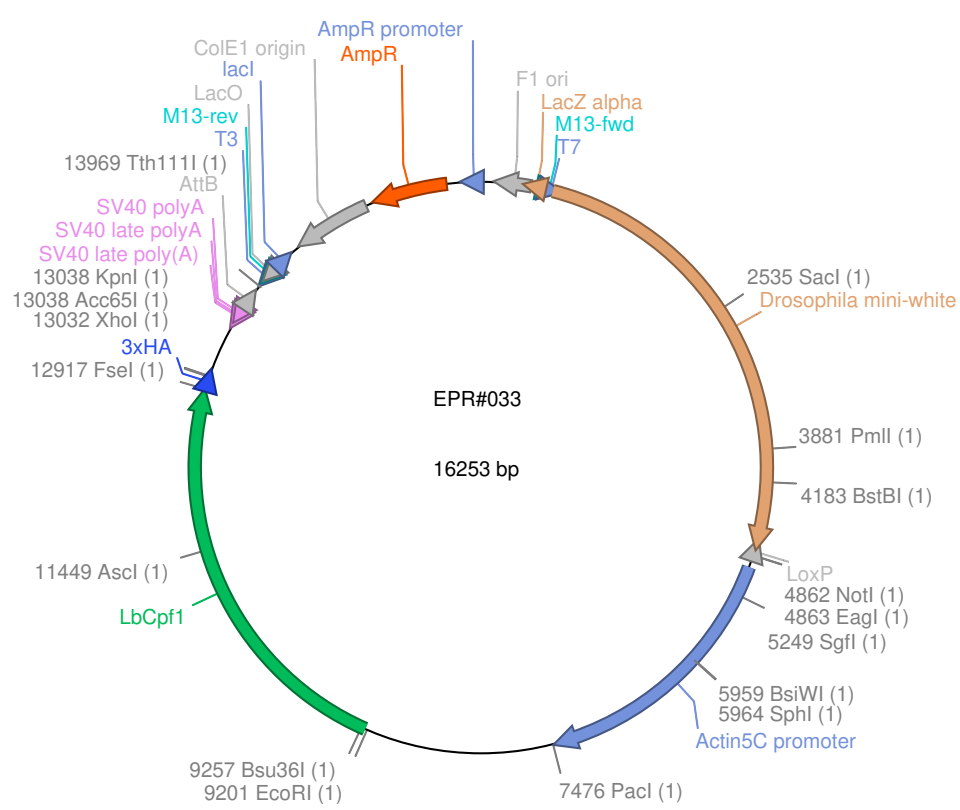 AmpR promoter
ColE1 origin
AmpR
lacI
F1 ori
LacO
LacZ alpha
M13-rev
M13-fwd
T3
T7
13969 Tth111I (1)
AttB
SV40 polyA
SV40 late polyA
SV40 late poly(A)
13038 KpnI (1)
2535 SacI (1)
13038 Acc65I (1)
Drosophila mini-white
13032 XhoI (1)
3xHA
12917 FseI (1)
EPR#033
3881 PmlI (1)
16253 bp
4183 BstBI (1)
11449 AscI (1)
LoxP
4862 NotI (1)
LbCpf1
4863 EagI (1)
5249 SgfI (1)
5959 BsiWI (1)
5964 SphI (1)
Actin5C promoter
9257 Bsu36I (1)
9201 EcoRI (1)
7476 PacI (1)